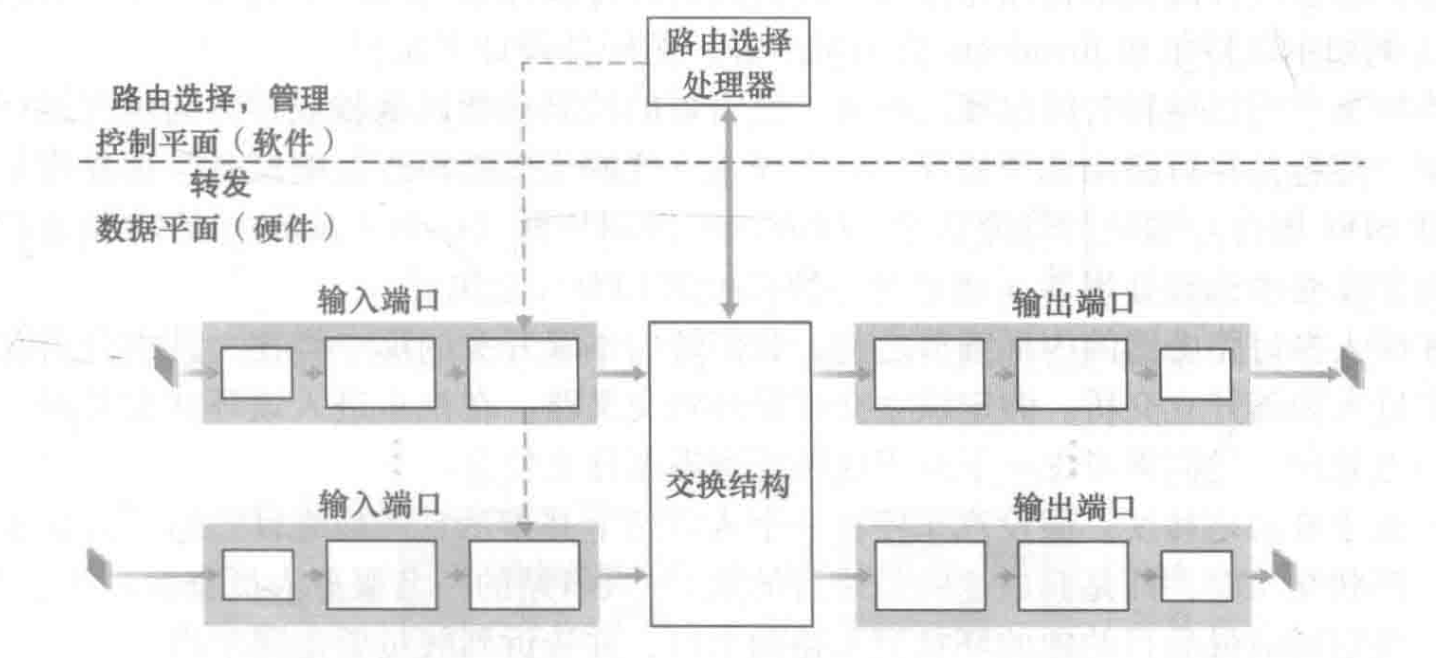 路由选择
处理器
路由选择，管理
控制平面（软件）
转发
数据平面（硬件）
输入端口
输出端口
交换结构
输入端口
输出端口